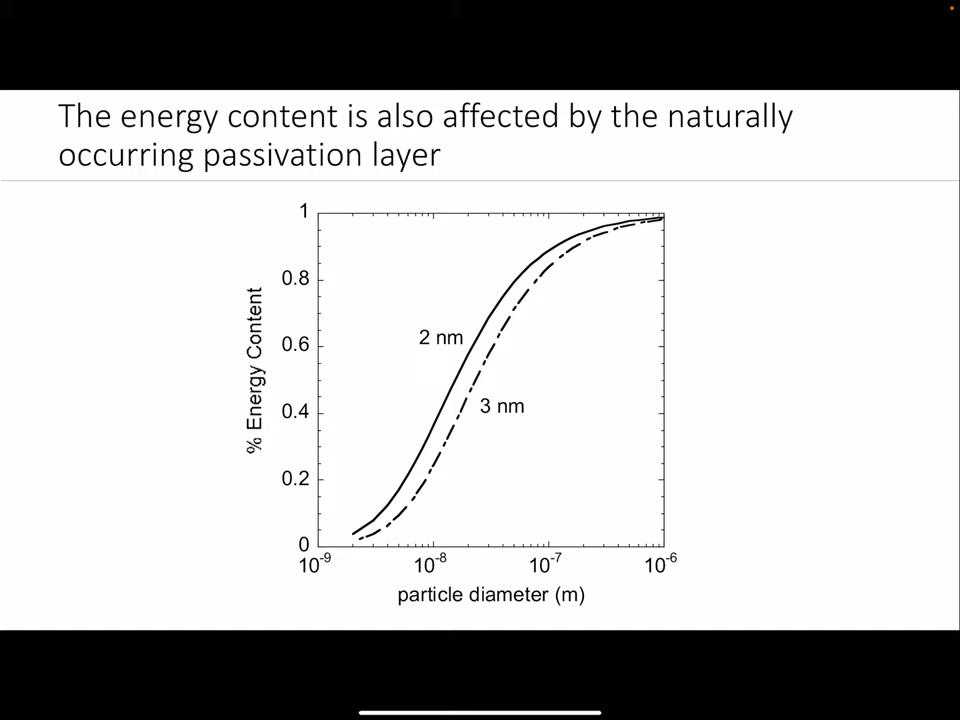 The energy content is also affected by the naturally
occurring passivation layer
1
0.8
0.6
0.4
0.2
0
% Energy Content
2 nm
3 nm
10-9
10-8
10-7
10-6
particle diameter (m)